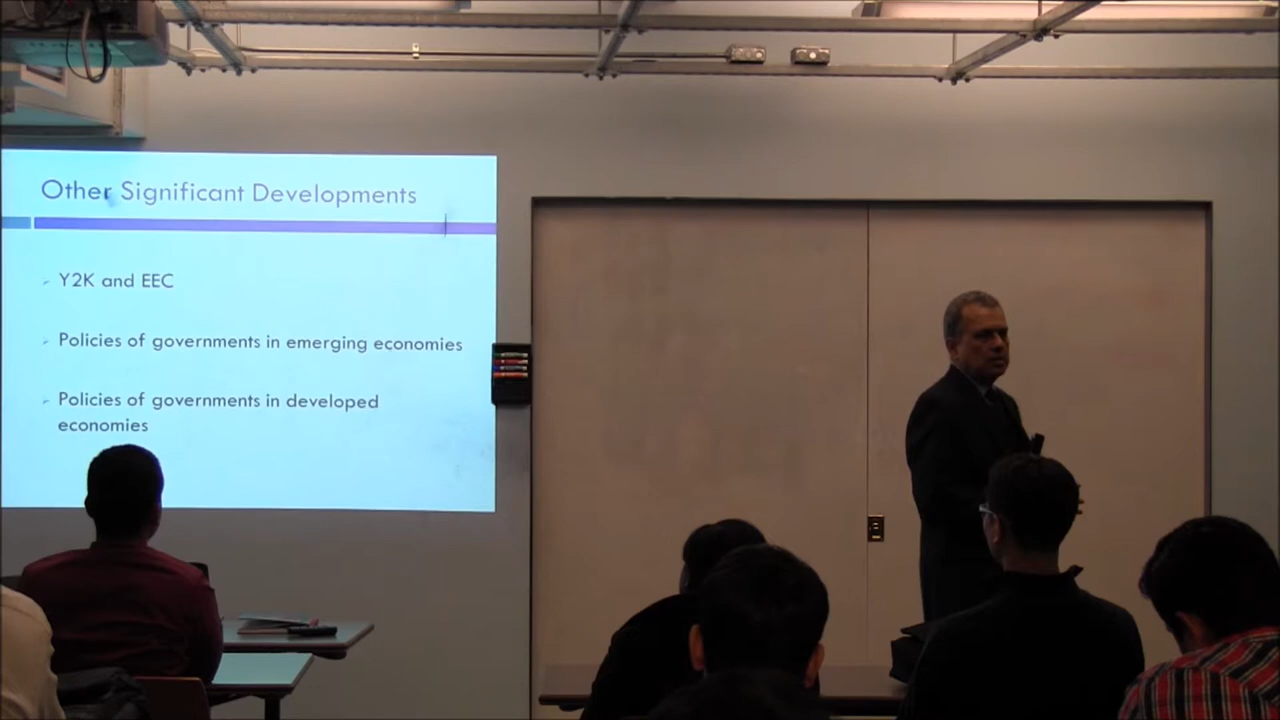 Other Significant Developments
Y2K and EEC
Policies of governments in emerging economies
Policies of governments in developed
economies